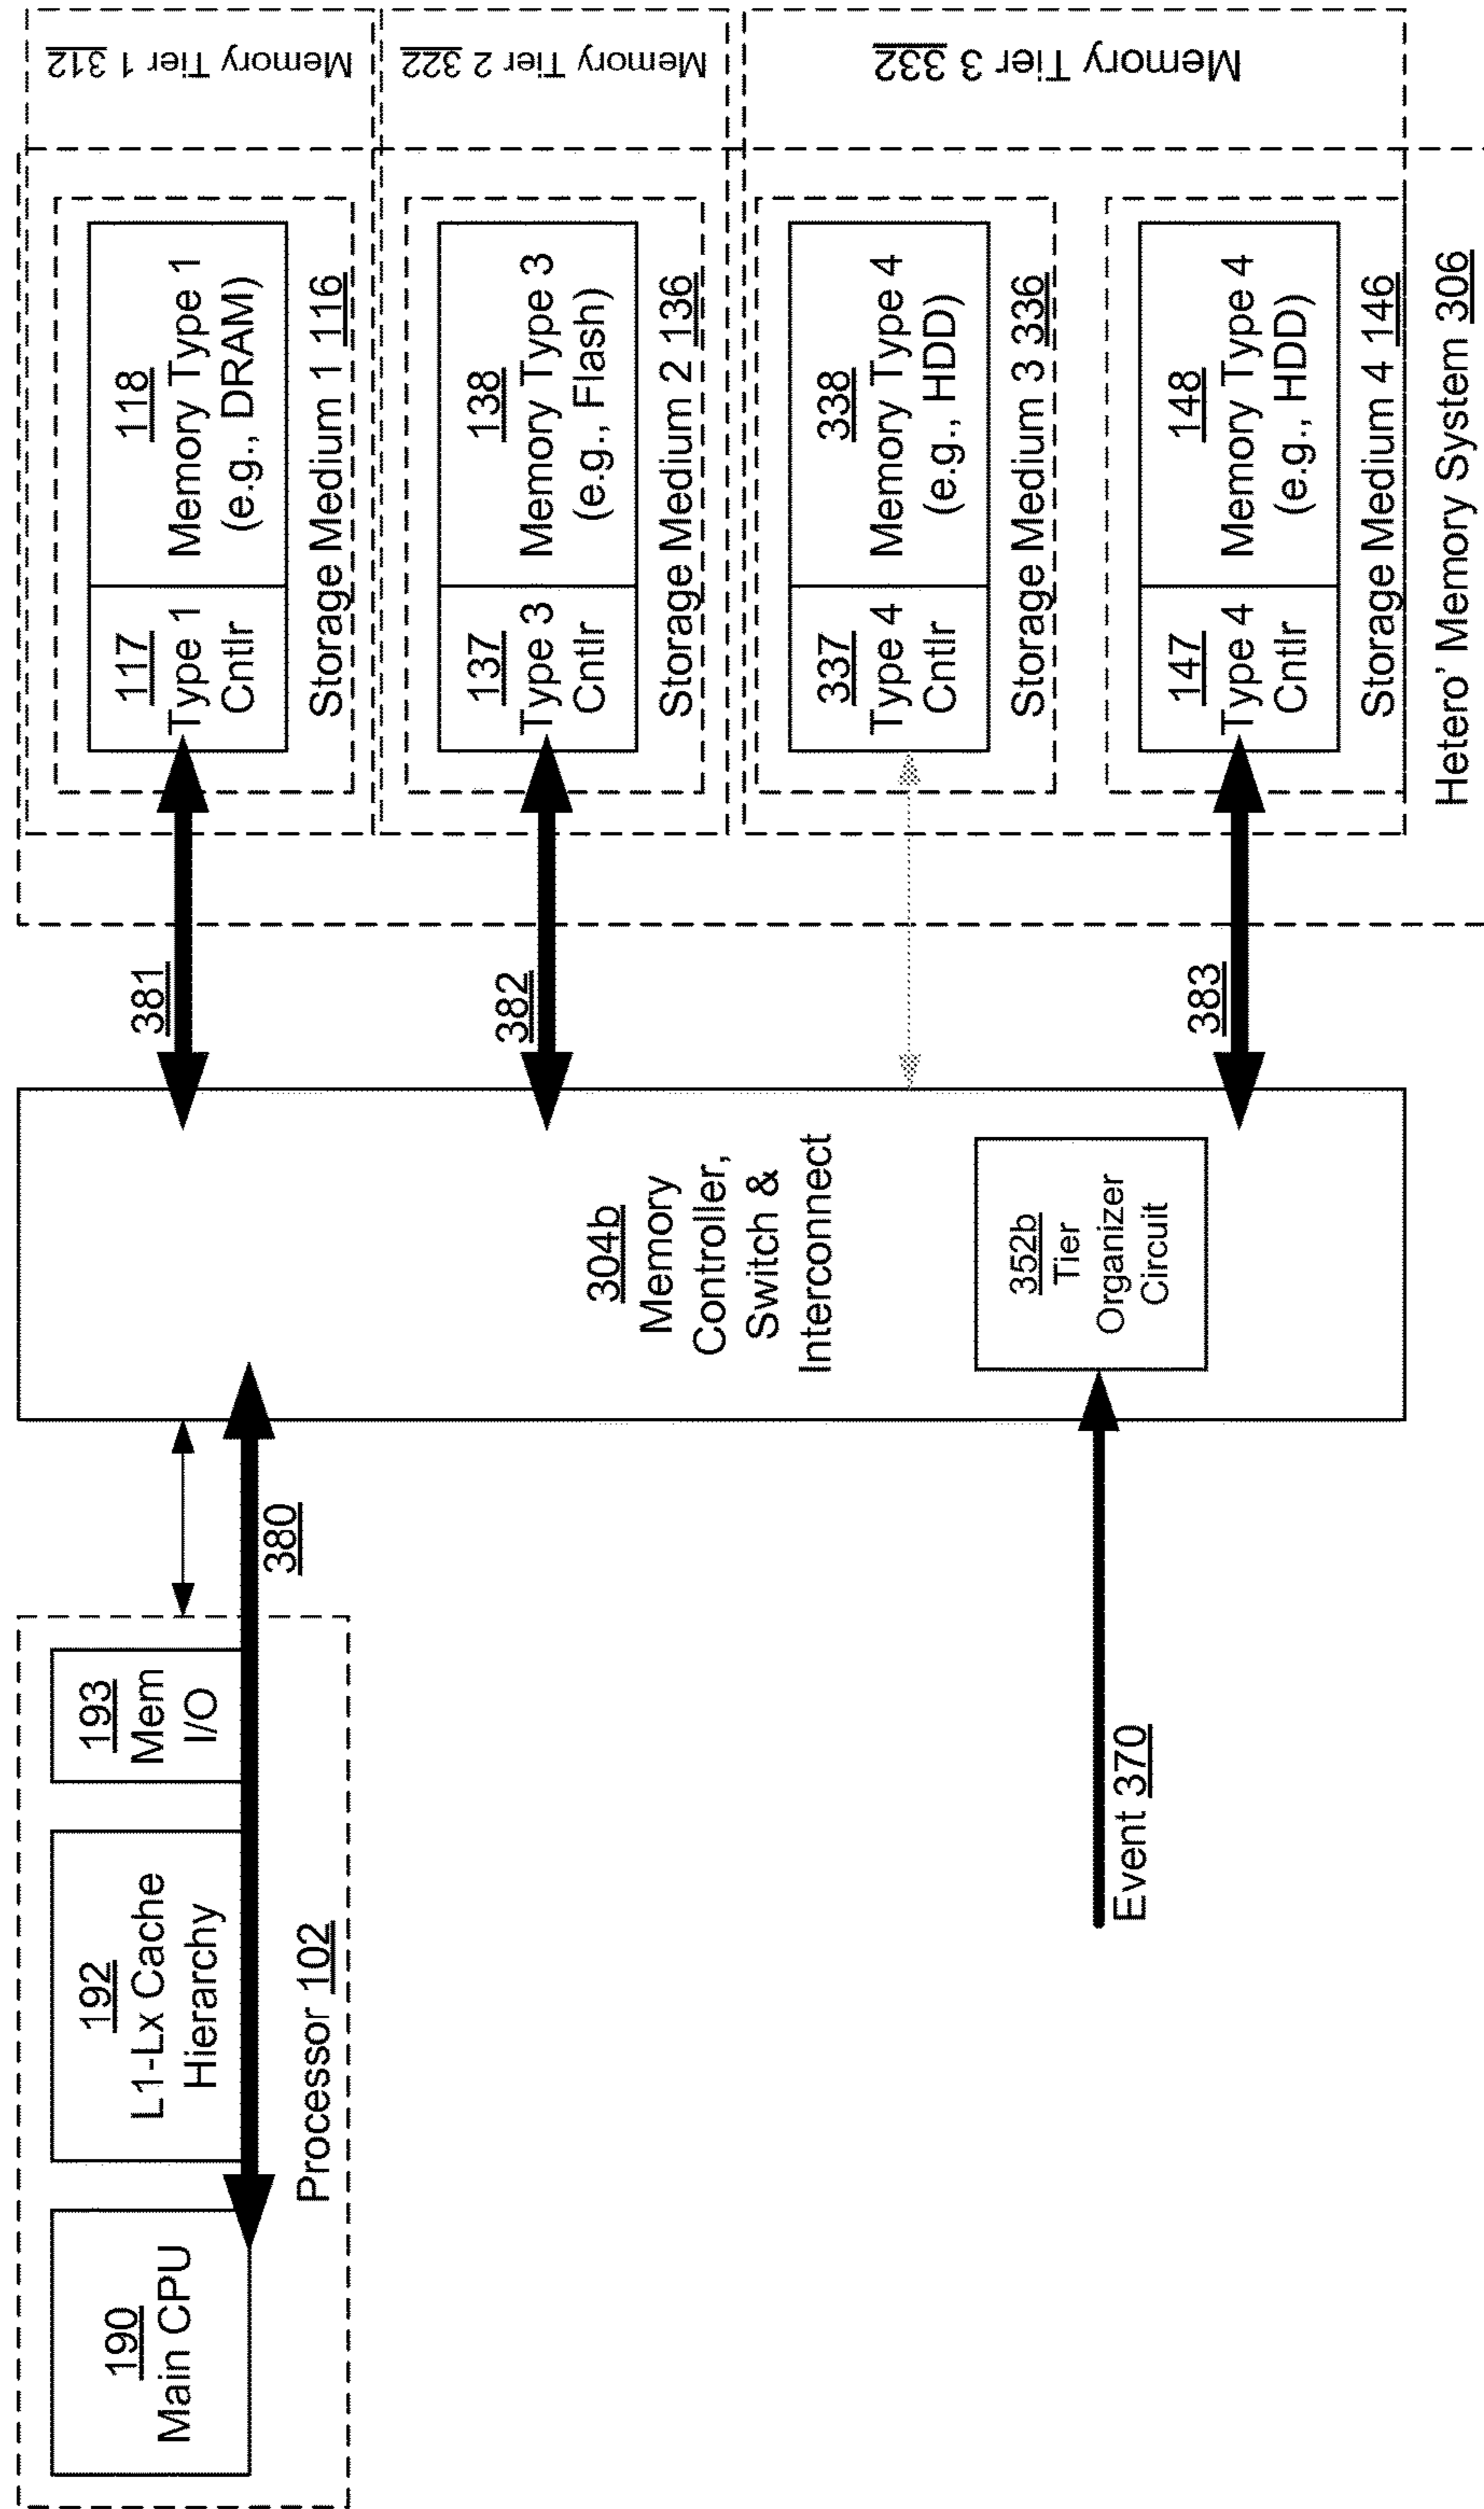 190
Main CPU
192
L1-Lx Cache
Hierarchy
193
Mem
I/O
Processor 102
380
Event 370
304b
Memory
Controller,
Switch &
Interconnect
352b
Tier
Organizer
Circuit
381
382
383
117
Type 1
Cntlr
118
Memory Type 1
(e.g., DRAM)
Storage Medium 1 116
Memory Tier 1 312
137
Type 3
Cntlr
138
Memory Type 3
(e.g., Flash)
Storage Medium 2 136
Memory Tier 2 322
337
Type 4
Cntlr
338
Memory Type 4
(e.g., HDD)
Storage Medium 3 336
147
Type 4
Cntlr
148
Memory Type 4
(e.g., HDD)
Storage Medium 4 146
Memory Tier 3 332
Hetero’ Memory System 306